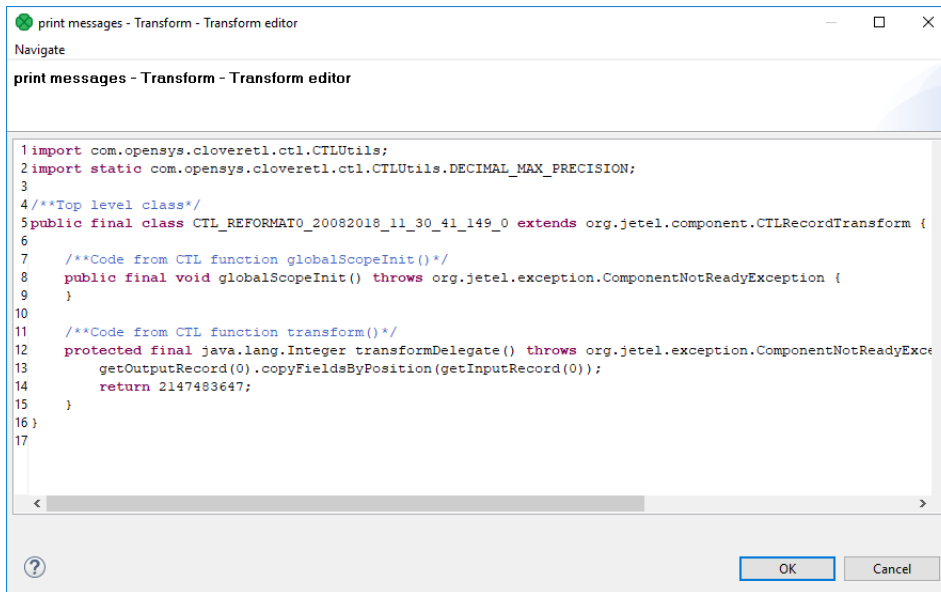 print messages - Transform - Transform editor
Navigate
print messages - Transform - Transform editor
1 import com.opensys.cloveretl.ctl.CTLUtils;
2 import static com.opensys.cloveretl.ctl.CTLUtils.DECIMAL_MAX_PRECISION;
3
4 /**Top level class*/
5 public final class CTL_REFORMAT0_20082018_11_30_41_149_0 extends org.jetel.component.CTLRecordTransform {
6
7     /**Code from CTL function globalScopeInit()*/
8     public final void globalScopeInit() throws org.jetel.exception.ComponentNotReadyException {
9     }
10
11     /**Code from CTL function transform()*/
12     protected final java.lang.Integer transformDelegate() throws org.jetel.exception.ComponentNotReadyExce
13         getOutputRecord(0).copyFieldsByPosition(getInputRecord(0));
14         return 2147483647;
15     }
16 }
17
? OK Cancel